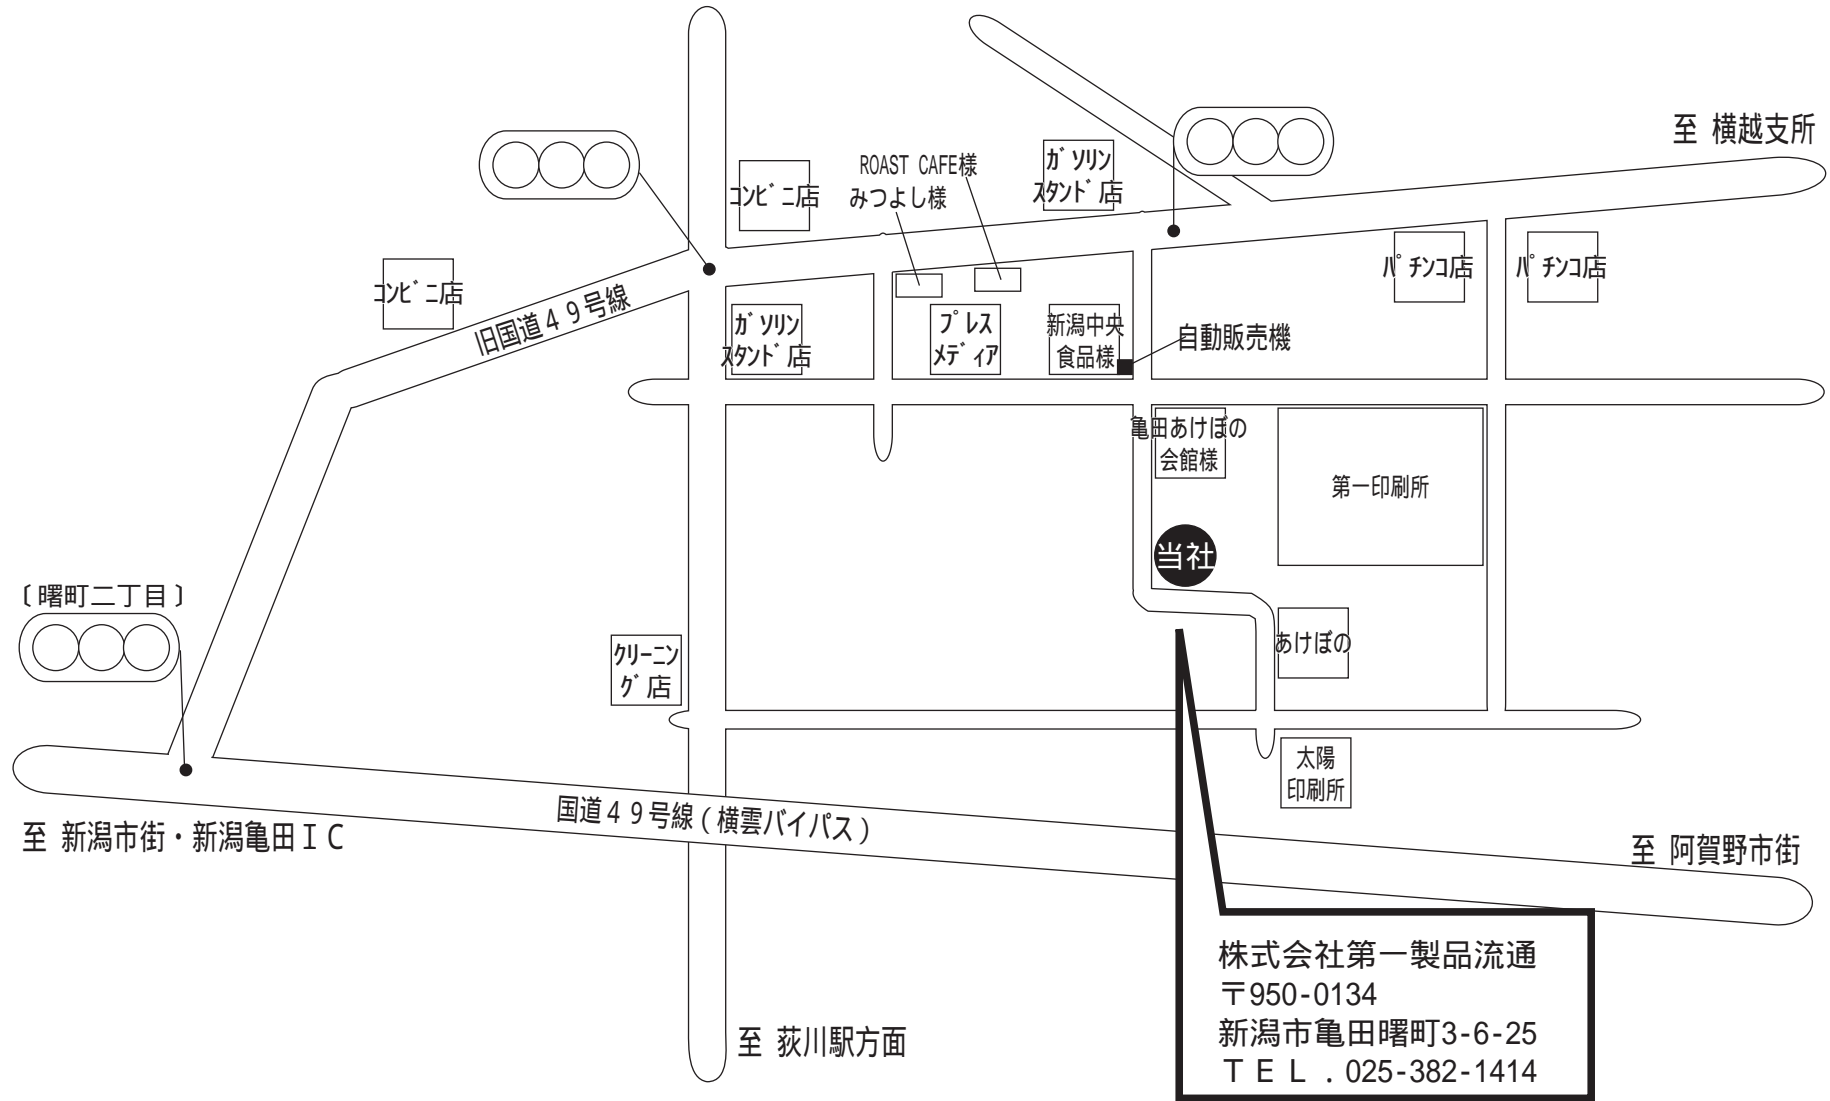 至 横越支所
ガソリン
スタンド店
ROAST CAFE様
みつよし様
コンビニ店
パチンコ店
パチンコ店
コンビニ店
旧国道49号線
ガソリン
スタンド店
プレス
メディア
新潟中央
食品様
自動販売機
亀田あけぼの
会館様
第一印刷所
当社
〔曙町二丁目〕
クリーニン
グ店
あけぼの
太陽
印刷所
国道49号線(横雲バイパス)
至 新潟市街・新潟亀田IC
至 阿賀野市街
株式会社第一製品流通
〒950-0134
新潟市亀田曙町3-6-25
TEL.025-382-1414
至 荻川駅方面